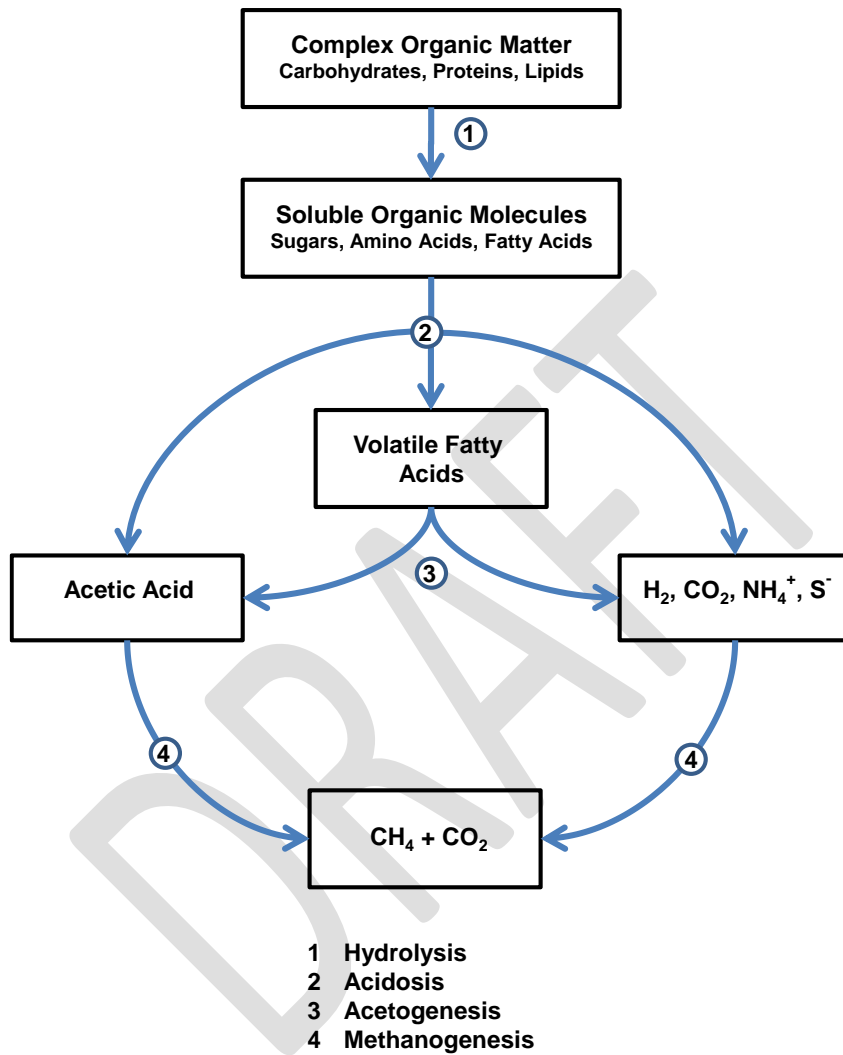 Complex Organic Matter
Carbohydrates, Proteins, Lipids
1
Soluble Organic Molecules
Sugars, Amino Acids, Fatty Acids
2
Volatile Fatty
Acids
3
Acetic Acid
H₂, CO₂, NH₄⁺, S⁻
4
4
CH₄ + CO₂
DRAFT
1 Hydrolysis
2 Acidosis
3 Acetogenesis
4 Methanogenesis